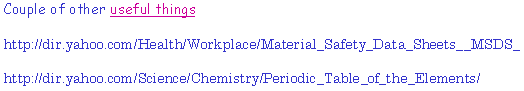 Couple of other useful things
http://dir.yahoo.com/Health/Workplace/Material_Safety_Data_Sheets__MSDS_
http://dir.yahoo.com/Science/Chemistry/Periodic_Table_of_the_Elements/